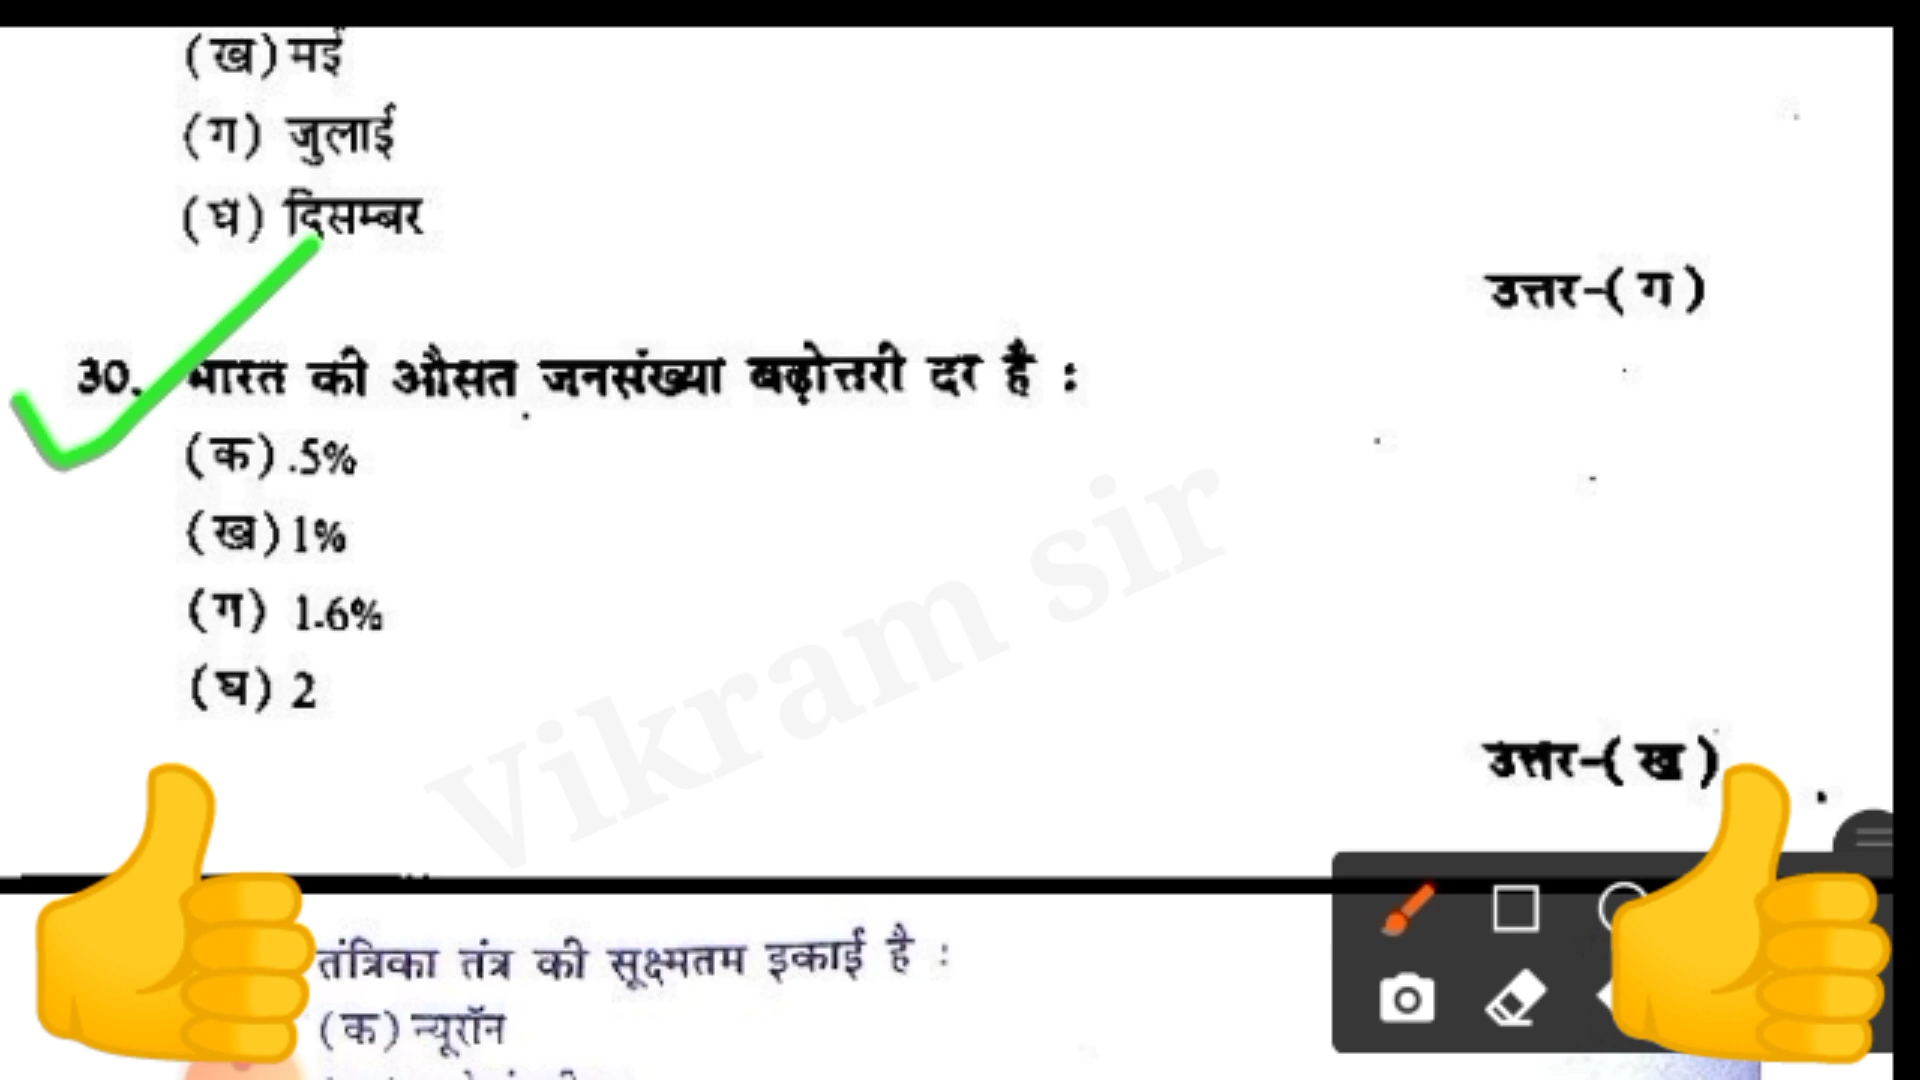 (ख) मई
(ग) जुलाई
(घ) दिसम्बर
उत्तर-( ग )
30. भारत की औसत जनसंख्या बढ़ोत्तरी दर है :
(क) .5%
(ख) 1%
(ग) 1.6%
(घ) 2
उत्तर-( ख )
Vikram sir
तंत्रिका तंत्र की सूक्ष्मतम इकाई है :
(क) न्यूरॉन